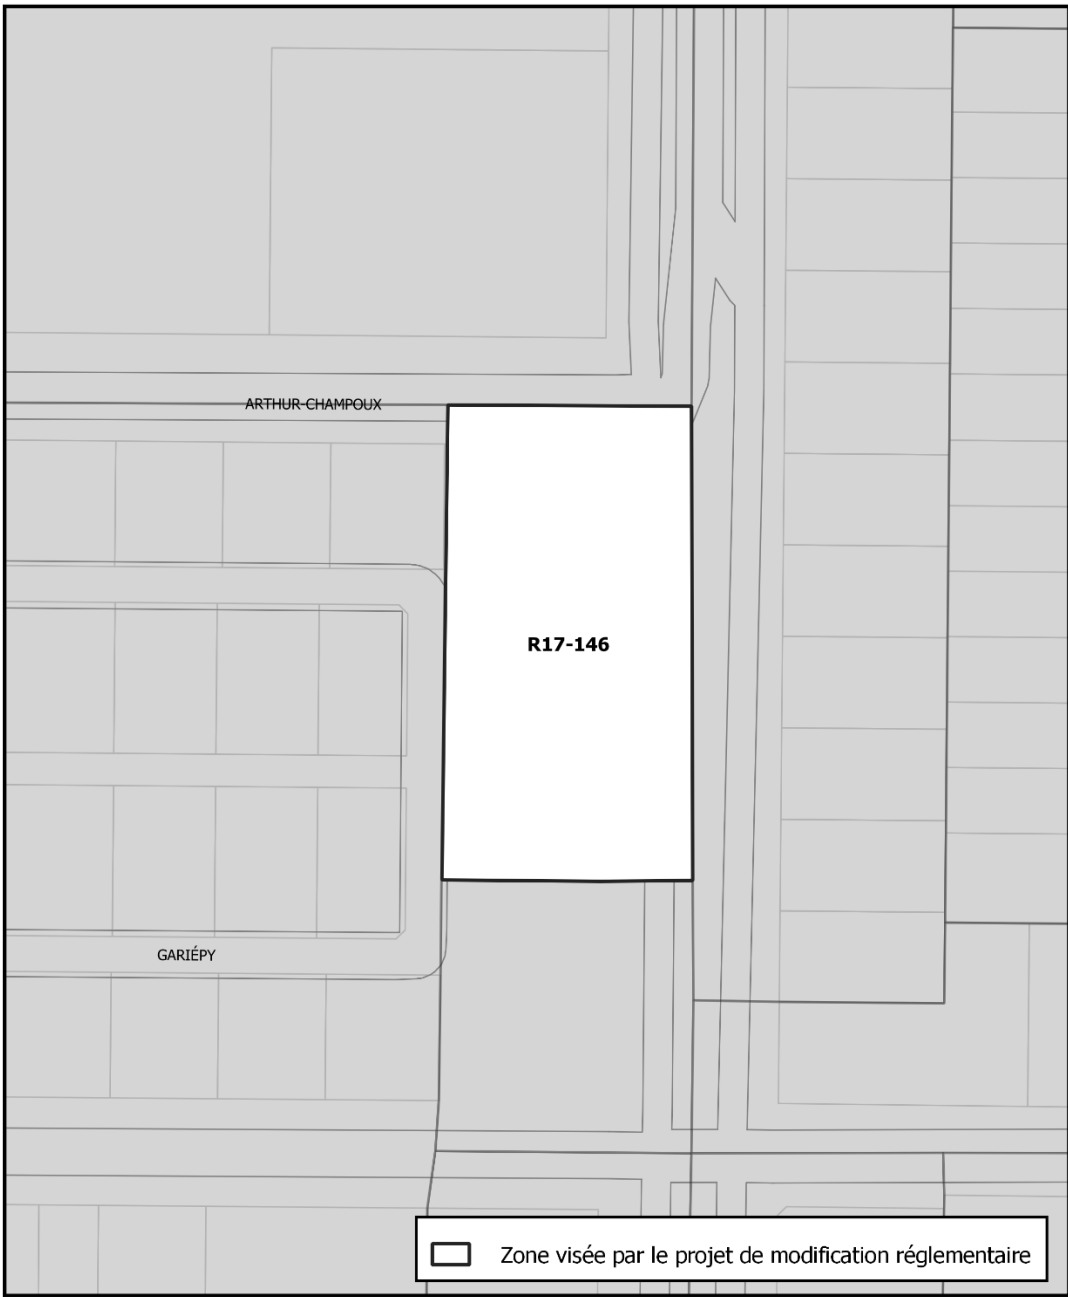 ARTHUR-CHAMPOUX
R17-146
GARIÉPY
Zone visée par le projet de modification réglementaire